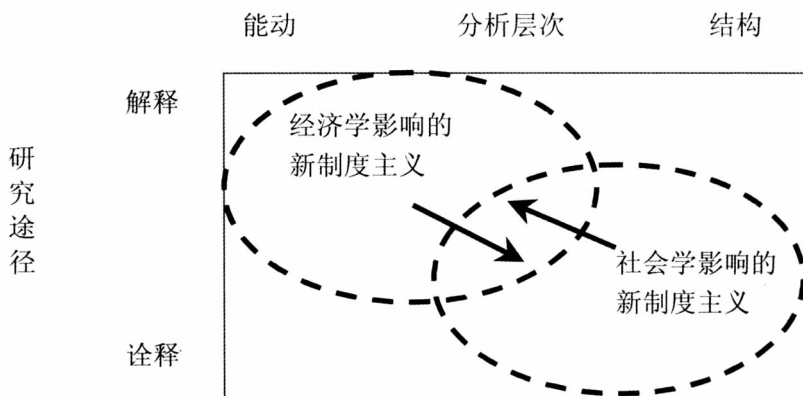 能动 分析层次 结构
解释
经济学影响的
新制度主义
研究途径
社会学影响的
新制度主义
诠释